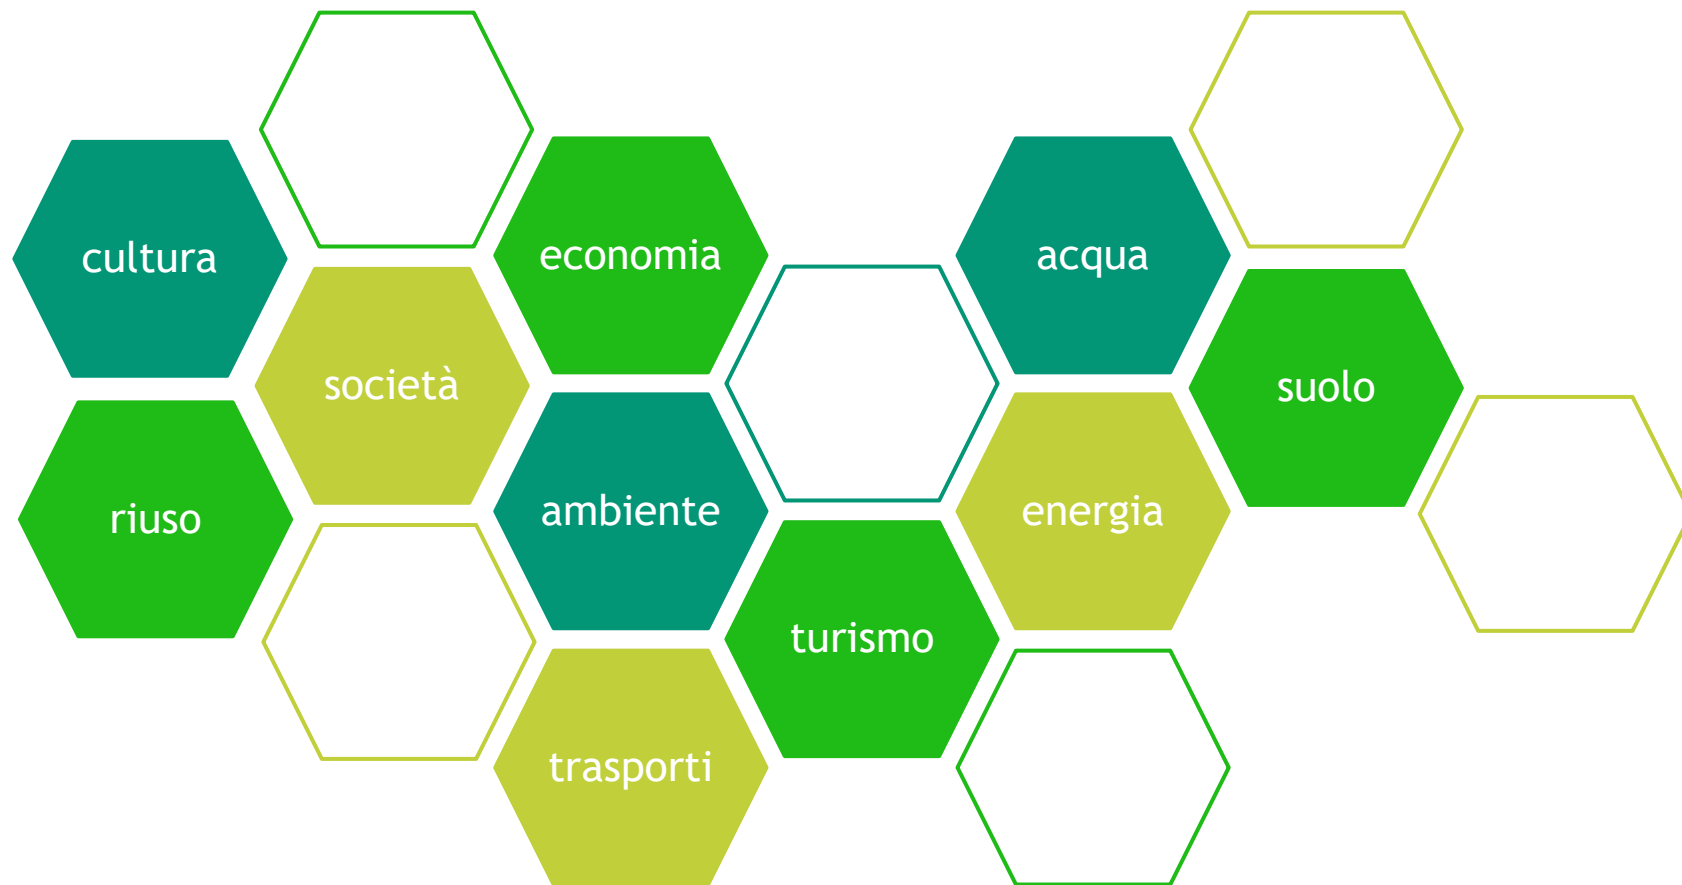 cultura
economia
acqua
società
suolo
riuso
ambiente
energia
turismo
trasporti